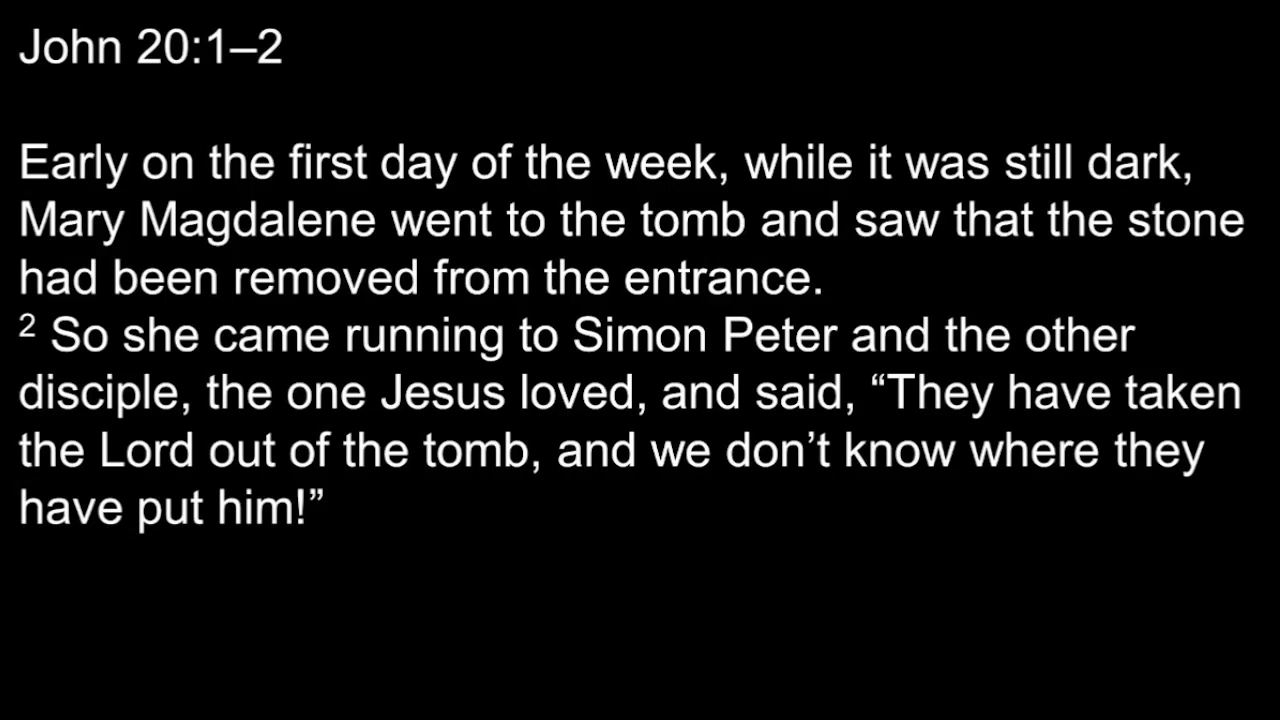 John 20:1–2
Early on the first day of the week, while it was still dark,
Mary Magdalene went to the tomb and saw that the stone
had been removed from the entrance.
2 So she came running to Simon Peter and the other
disciple, the one Jesus loved, and said, “They have taken
the Lord out of the tomb, and we don’t know where they
have put him!”